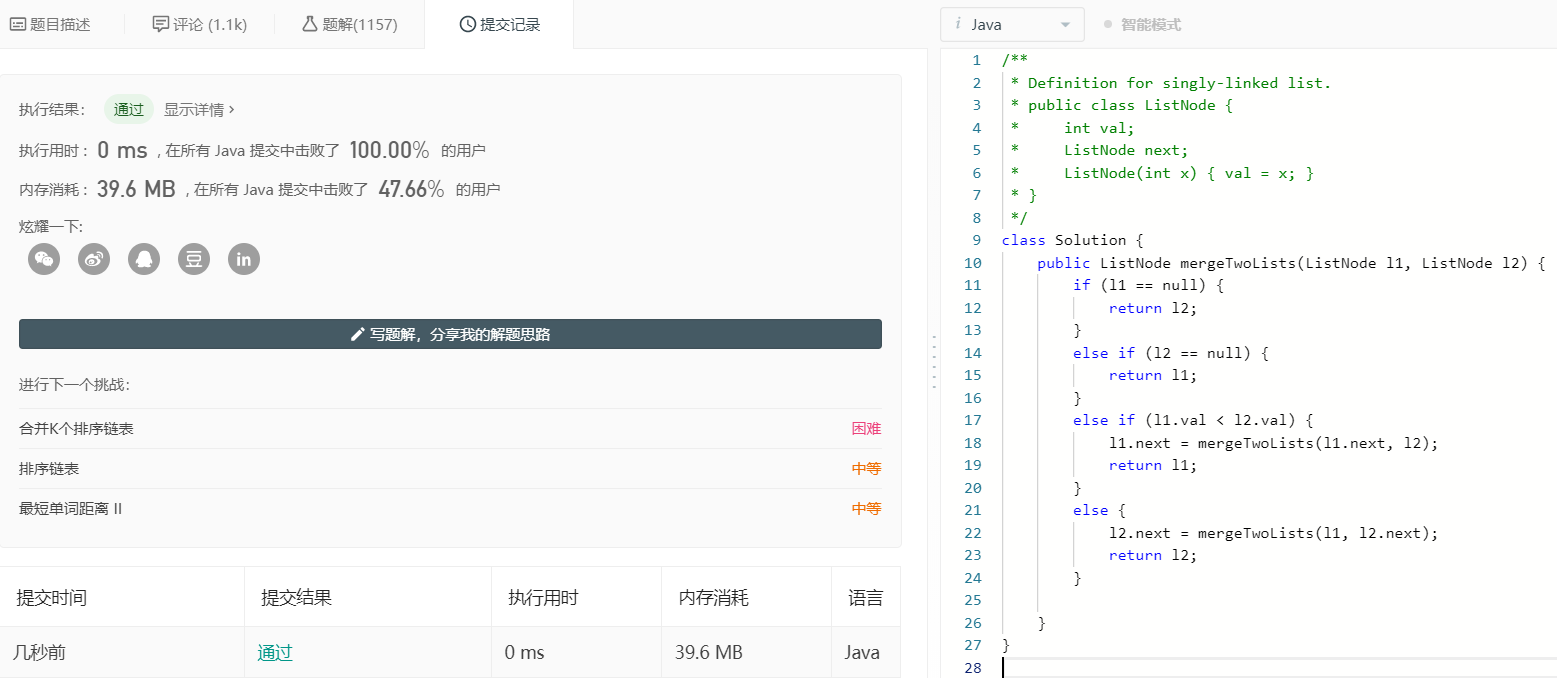 题目描述
评论 (1.1k)
题解(1157)
提交记录
执行结果：
通过
显示详情 ›
执行用时 : 0 ms , 在所有 Java 提交中击败了 100.00% 的用户
内存消耗 : 39.6 MB , 在所有 Java 提交中击败了 47.66% 的用户
炫耀一下:
豆
in
写题解，分享我的解题思路
进行下一个挑战：
合并K个排序链表
困难
排序链表
中等
最短单词距离 II
中等
提交时间
提交结果
执行用时
内存消耗
语言
几秒前
通过
0 ms
39.6 MB
Java
i Java
智能模式
1 /**
2  * Definition for singly-linked list.
3  * public class ListNode {
4  *     int val;
5  *     ListNode next;
6  *     ListNode(int x) { val = x; }
7  * }
8  */
9 class Solution {
10     public ListNode mergeTwoLists(ListNode l1, ListNode l2) {
11         if (l1 == null) {
12             return l2;
13         }
14         else if (l2 == null) {
15             return l1;
16         }
17         else if (l1.val < l2.val) {
18             l1.next = mergeTwoLists(l1.next, l2);
19             return l1;
20         }
21         else {
22             l2.next = mergeTwoLists(l1, l2.next);
23             return l2;
24         }
25
26     }
27 }
28